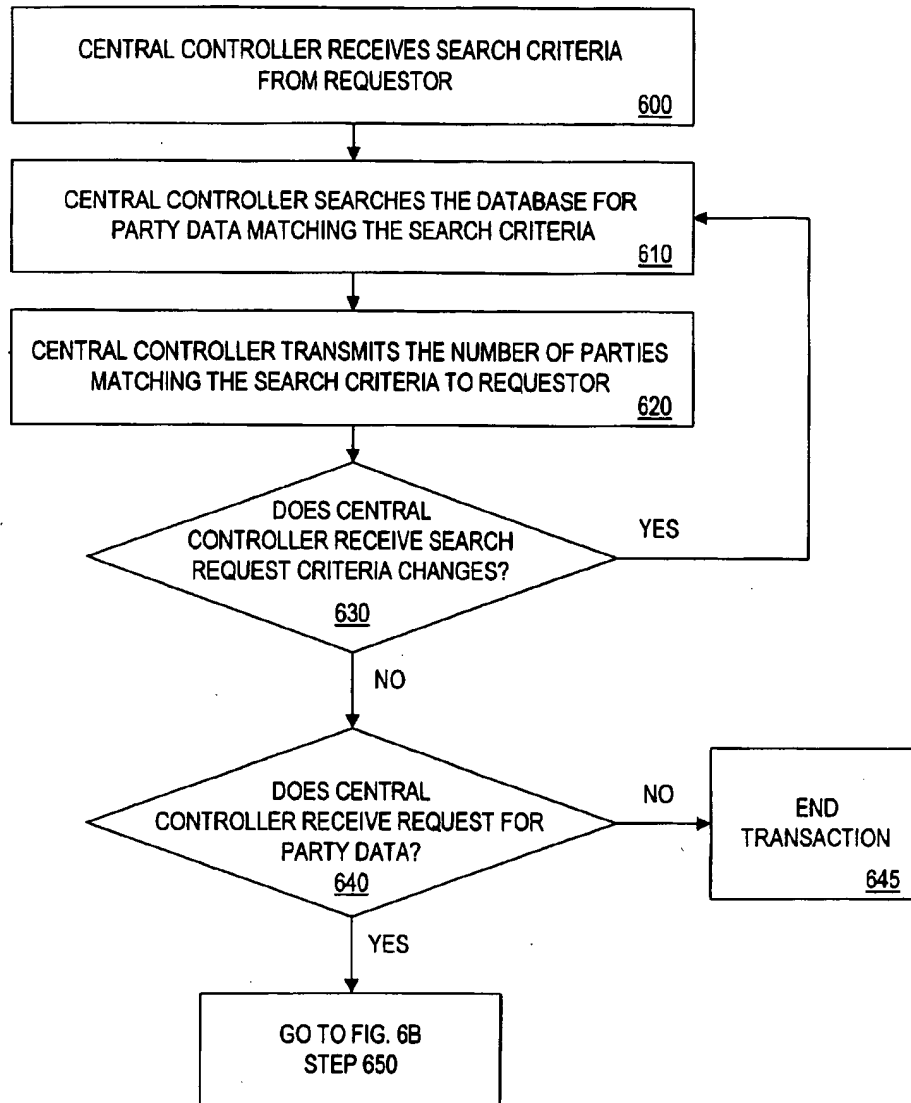 CENTRAL CONTROLLER RECEIVES SEARCH CRITERIA
FROM REQUESTOR
600
CENTRAL CONTROLLER SEARCHES THE DATABASE FOR
PARTY DATA MATCHING THE SEARCH CRITERIA
610
CENTRAL CONTROLLER TRANSMITS THE NUMBER OF PARTIES
MATCHING THE SEARCH CRITERIA TO REQUESTOR
620
DOES CENTRAL
CONTROLLER RECEIVE SEARCH
REQUEST CRITERIA CHANGES?
630
YES
NO
DOES CENTRAL
CONTROLLER RECEIVE REQUEST FOR
PARTY DATA?
640
NO
END
TRANSACTION
645
YES
GO TO FIG. 6B
STEP 650